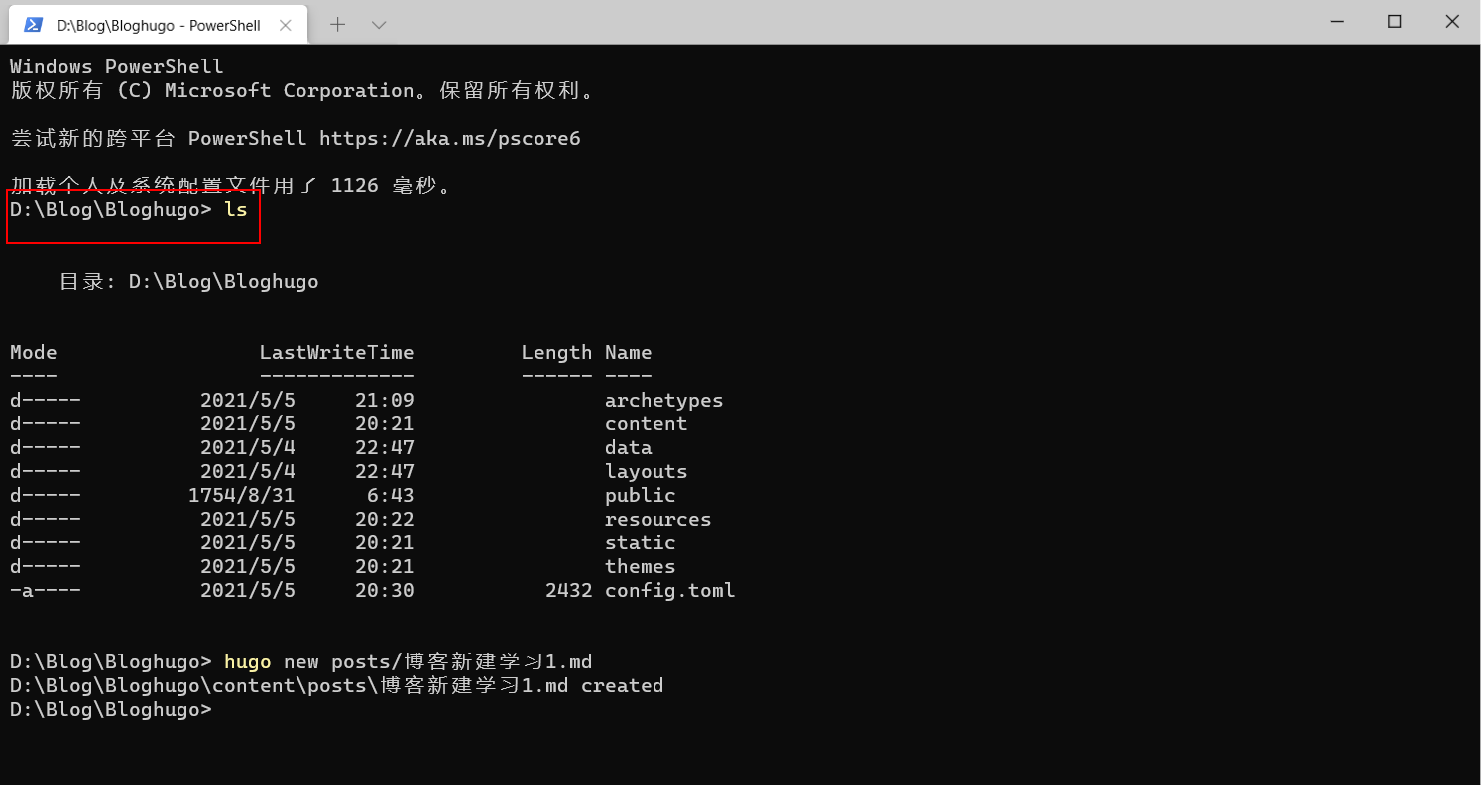 D:\Blog\Bloghugo - PowerShell
Windows PowerShell
版权所有 (C) Microsoft Corporation。保留所有权利。
尝试新的跨平台 PowerShell https://aka.ms/pscore6
加载个人及系统配置文件用了 1126 毫秒。
D:\Blog\Bloghugo> ls
目录: D:\Blog\Bloghugo
Mode LastWriteTime Length Name
---- ------------- ------ ----
d----- 2021/5/5 21:09 archetypes
d----- 2021/5/5 20:21 content
d----- 2021/5/4 22:47 data
d----- 2021/5/4 22:47 layouts
d----- 1754/8/31 6:43 public
d----- 2021/5/5 20:22 resources
d----- 2021/5/5 20:21 static
d----- 2021/5/5 20:21 themes
-a---- 2021/5/5 20:30 2432 config.toml
D:\Blog\Bloghugo> hugo new posts/博客新建学习1.md
D:\Blog\Bloghugo\content\posts\博客新建学习1.md created
D:\Blog\Bloghugo>